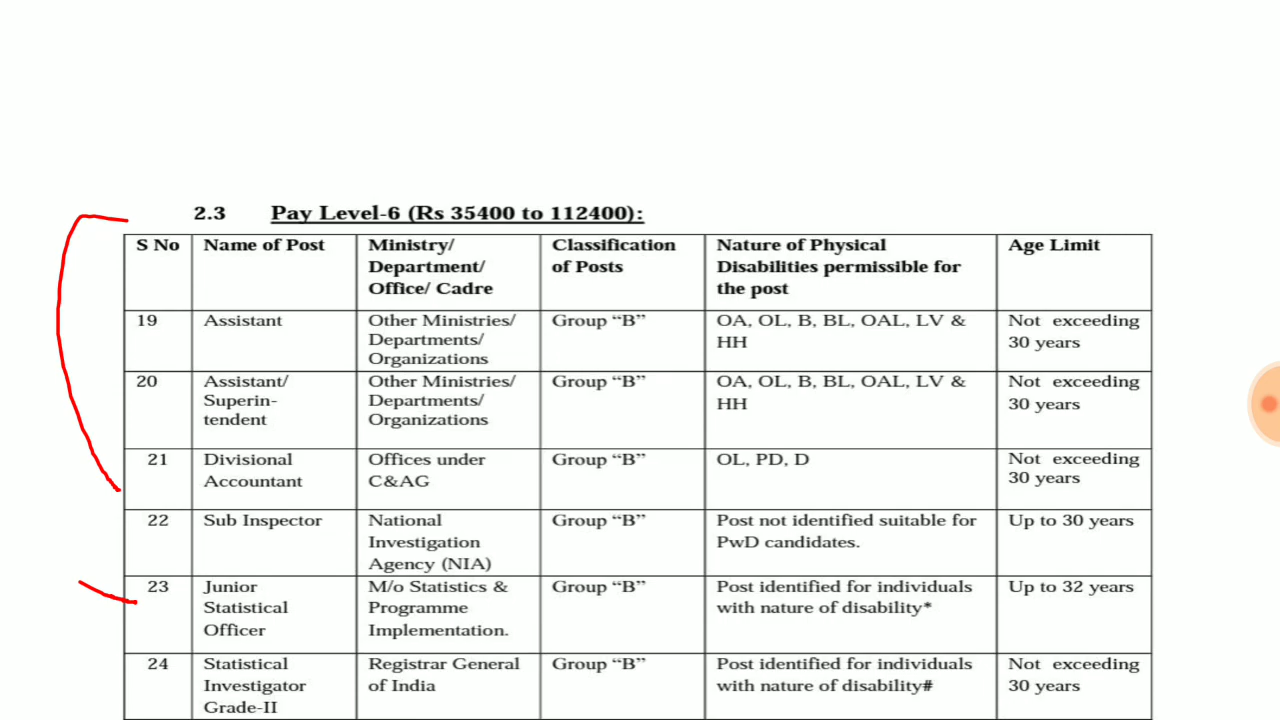 2.3 Pay Level-6 (Rs 35400 to 112400):
S No Name of Post Ministry/ Department/ Office/ Cadre Classification of Posts Nature of Physical Disabilities permissible for the post Age Limit
19 Assistant Other Ministries/ Departments/ Organizations Group “B” OA, OL, B, BL, OAL, LV & HH Not exceeding 30 years
20 Assistant/ Superin- tendent Other Ministries/ Departments/ Organizations Group “B” OA, OL, B, BL, OAL, LV & HH Not exceeding 30 years
21 Divisional Accountant Offices under C&AG Group “B” OL, PD, D Not exceeding 30 years
22 Sub Inspector National Investigation Agency (NIA) Group “B” Post not identified suitable for PwD candidates. Up to 30 years
23 Junior Statistical Officer M/o Statistics & Programme Implementation. Group “B” Post identified for individuals with nature of disability* Up to 32 years
24 Statistical Investigator Grade-II Registrar General of India Group “B” Post identified for individuals with nature of disability# Not exceeding 30 years